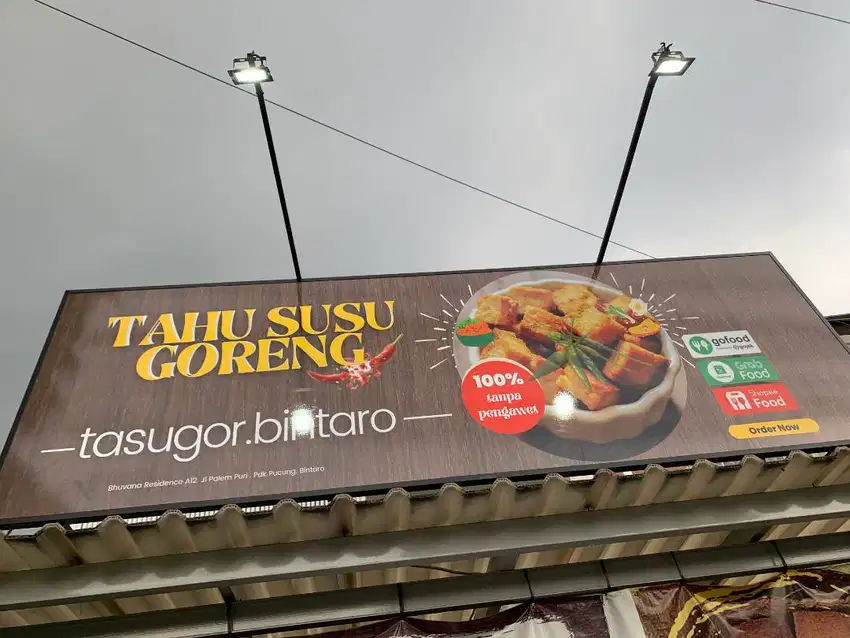 TAHU SUSU
GORENG
tasugor.bintaro
Bhuvana Residence A12, Jl Palem Puri . Pdk Pucung. Bintaro
100%
tanpa
pengawet
gofood
Grab
Food
Shopee
Food
Order Now